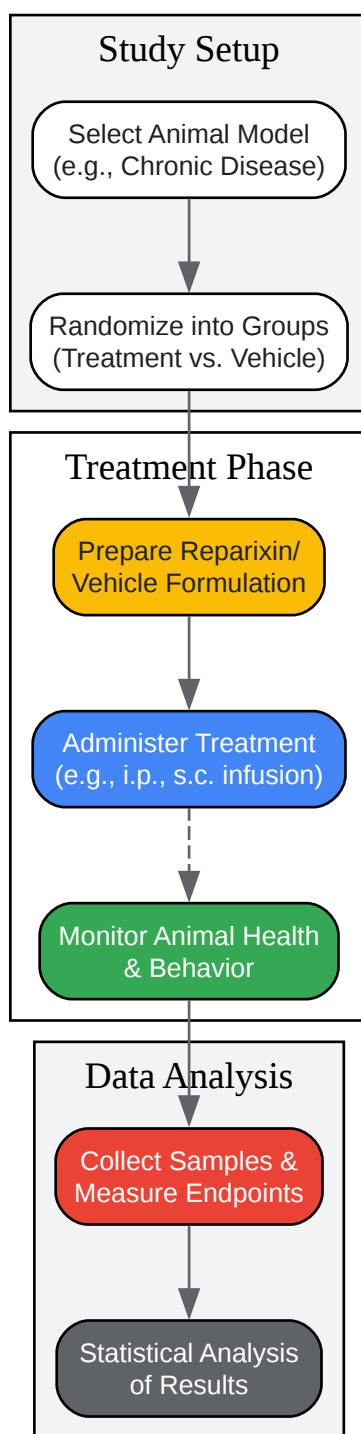 Study Setup
Select Animal Model
(e.g., Chronic Disease)
Randomize into Groups
(Treatment vs. Vehicle)
Treatment Phase
Prepare Reparixin/
Vehicle Formulation
Administer Treatment
(e.g., i.p., s.c. infusion)
Monitor Animal Health
& Behavior
Data Analysis
Collect Samples &
Measure Endpoints
Statistical Analysis
of Results